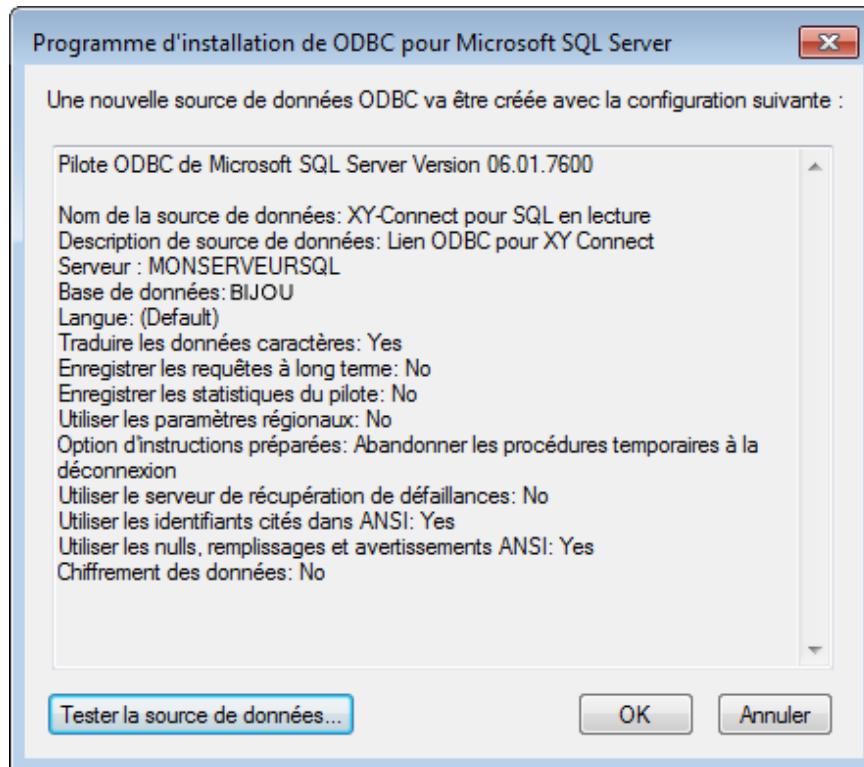 Programme d'installation de ODBC pour Microsoft SQL Server
Une nouvelle source de données ODBC va être créée avec la configuration suivante :
Pilote ODBC de Microsoft SQL Server Version 06.01.7600
Nom de la source de données: XY-Connect pour SQL en lecture
Description de source de données: Lien ODBC pour XY Connect
Serveur : MONSERVEURSQL
Base de données: BIJOU
Langue: (Default)
Traduire les données caractères: Yes
Enregistrer les requêtes à long terme: No
Enregistrer les statistiques du pilote: No
Utiliser les paramètres régionaux: No
Option d'instructions préparées: Abandonner les procédures temporaires à la
déconnexion
Utiliser le serveur de récupération de défaillances: No
Utiliser les identifiants cités dans ANSI: Yes
Utiliser les nulls, remplissages et avertissements ANSI: Yes
Chiffrement des données: No
Tester la source de données...
OK
Annuler